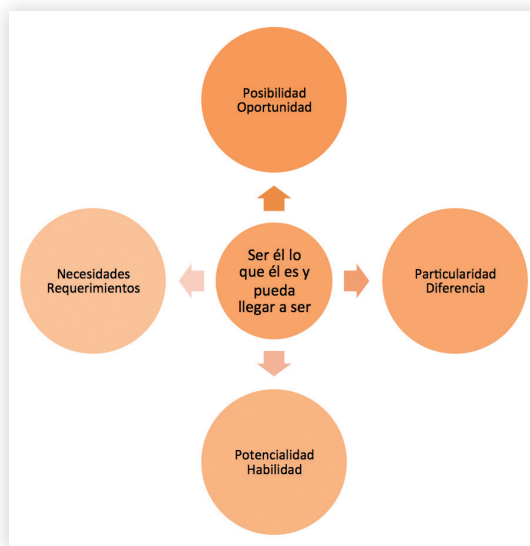 Posibilidad
Oportunidad
Necesidades
Requerimientos
Ser él lo
que él es y
pueda
llegar a ser
Particularidad
Diferencia
Potencialidad
Habilidad